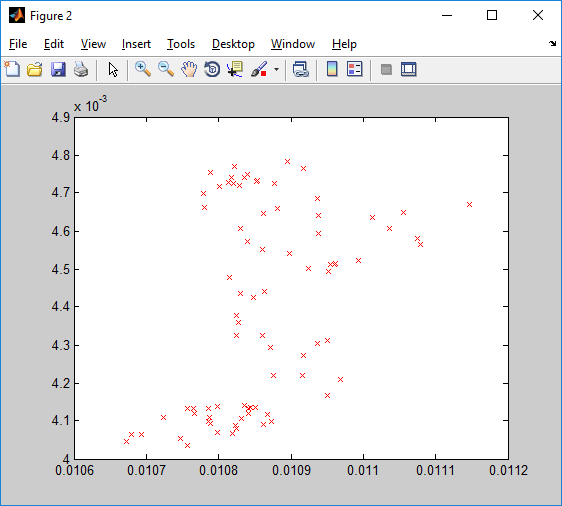 Figure 2
File Edit View Insert Tools Desktop Window Help
x 10-3
4.9
4.8
4.7
4.6
4.5
4.4
4.3
4.2
4.1
4
0.0106 0.0107 0.0108 0.0109 0.011 0.0111 0.0112